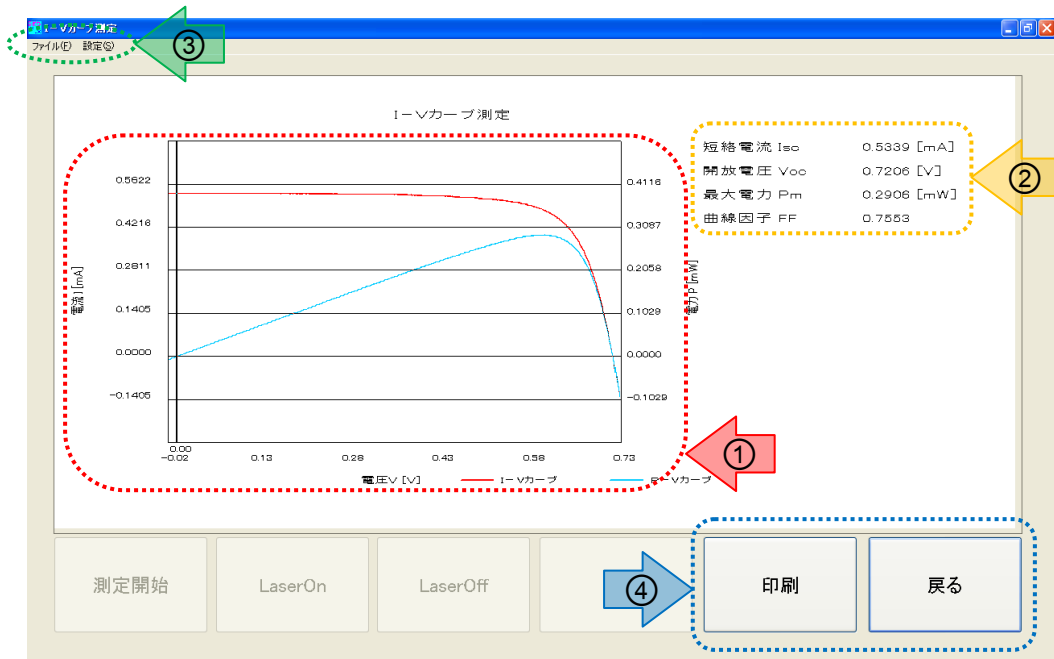 I-Vカーブ測定
ファイル(F) 設定(S)
③
I-Vカーブ測定
短絡電流 Isc 0.5339 [mA]
開放電圧 Voc 0.7206 [V]
最大電力 Pm 0.2906 [mW]
曲線因子 FF 0.7553
②
0.5622
0.4216
0.2811
0.1405
0.0000
-0.1405
電流 I [mA]
0.4116
0.3087
0.2058
0.1029
0.0000
-0.1029
電力 P [mW]
0.00
-0.02 0.13 0.28 0.43 0.58 0.73
電圧V [V] I-Vカーブ P-Vカーブ
①
測定開始 LaserOn LaserOff ④ 印刷 戻る